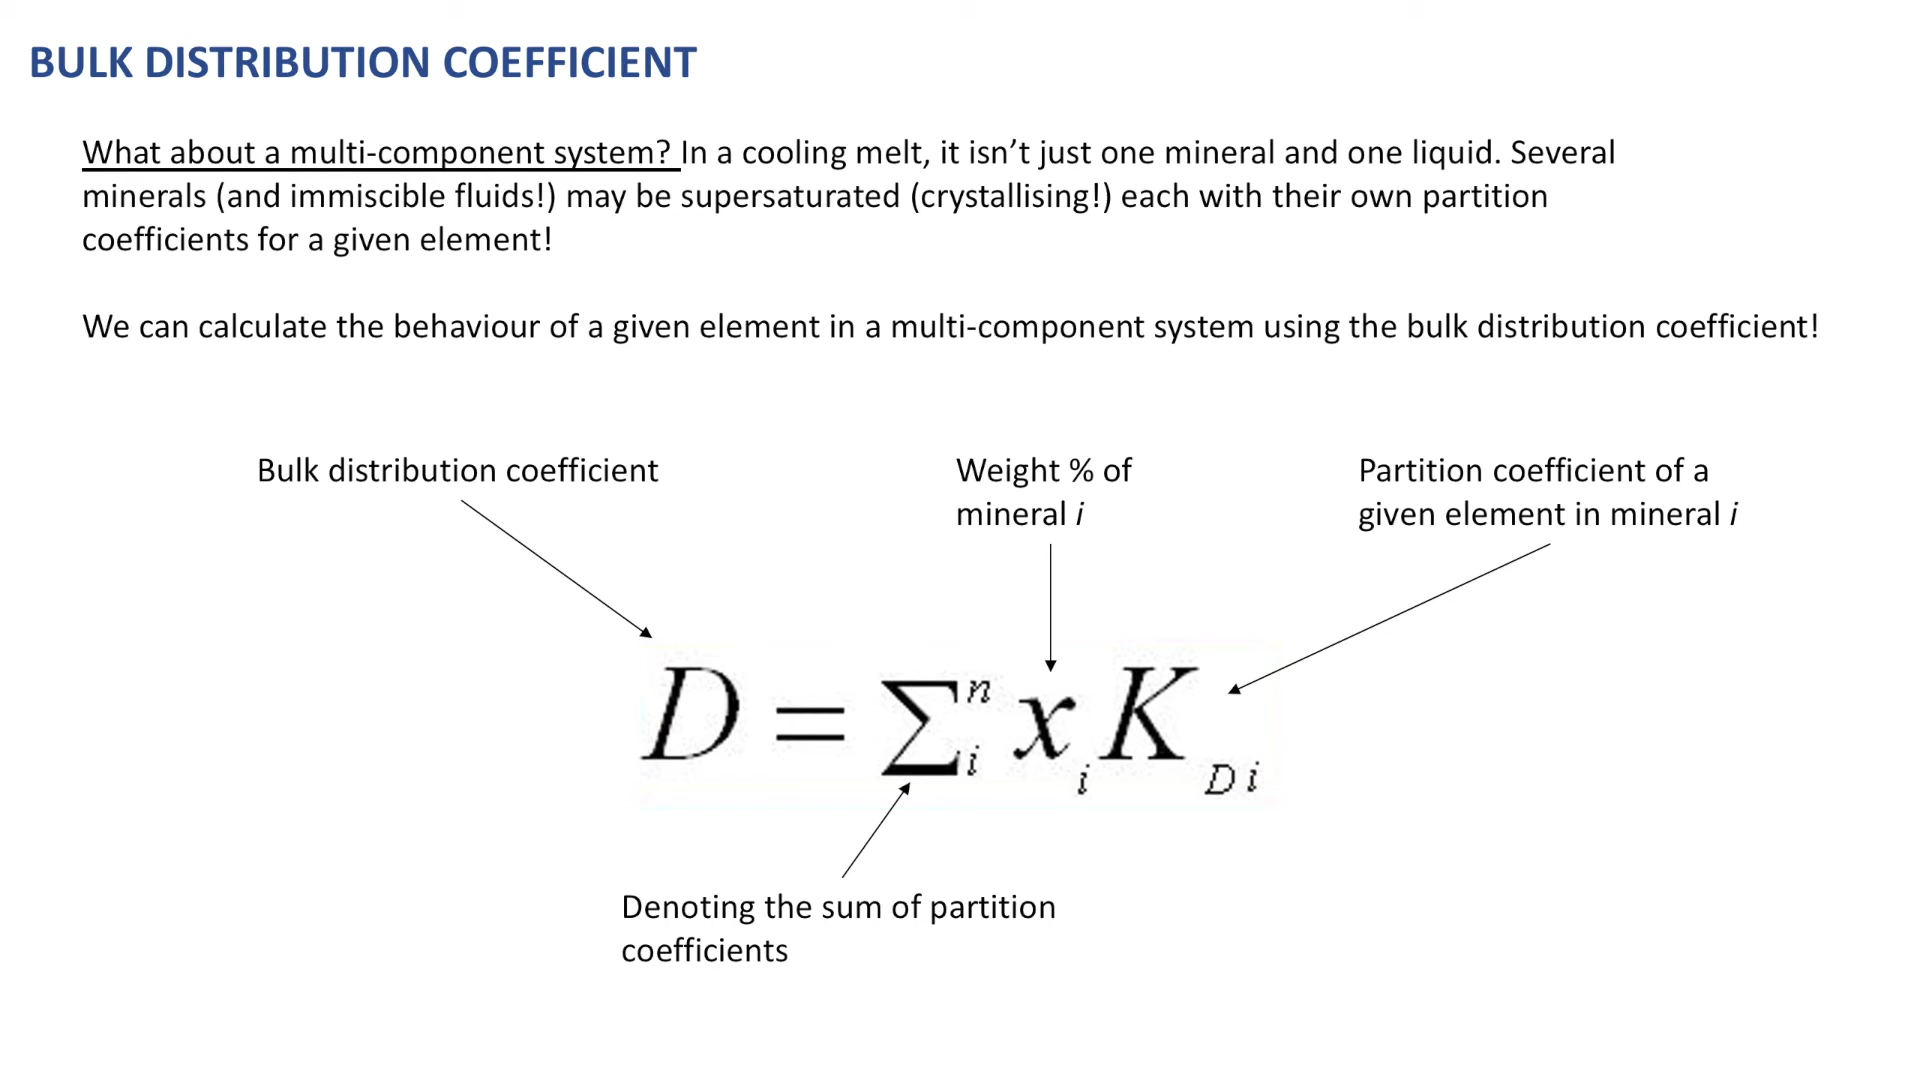 BULK DISTRIBUTION COEFFICIENT
What about a multi-component system? In a cooling melt, it isn’t just one mineral and one liquid. Several
minerals (and immiscible fluids!) may be supersaturated (crystallising!) each with their own partition
coefficients for a given element!
We can calculate the behaviour of a given element in a multi-component system using the bulk distribution coefficient!
Bulk distribution coefficient
Weight % of
mineral i
Partition coefficient of a
given element in mineral i
D = ∑ⁿᵢ xᵢ K_D i
Denoting the sum of partition
coefficients